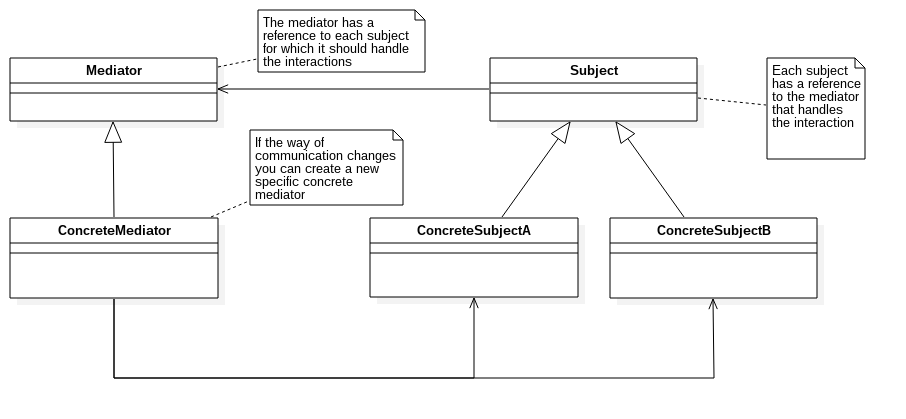 The mediator has a
reference to each subject
for which it should handle
the interactions
Mediator
Subject
Each subject
has a reference
to the mediator
that handles
the interaction
If the way of
communication changes
you can create a new
specific concrete
mediator
ConcreteMediator
ConcreteSubjectA
ConcreteSubjectB